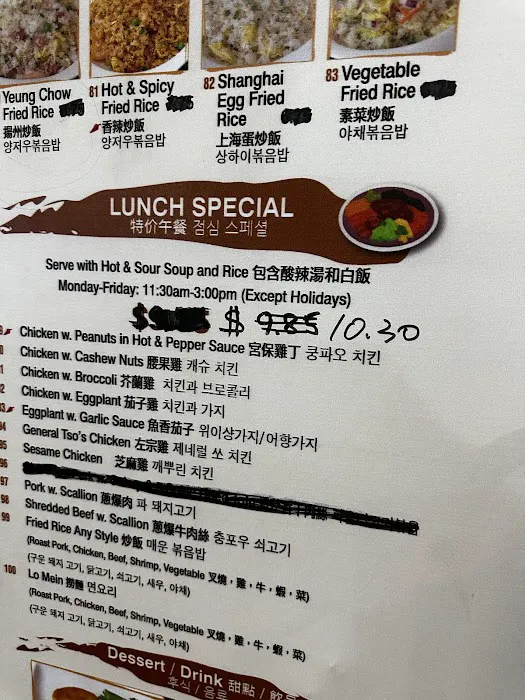 Yeung Chow
Fried Rice
揚州炒飯
양저우볶음밥
81 Hot & Spicy
Fried Rice
香辣炒飯
양저우볶음밥
82 Shanghai
Egg Fried
Rice
上海蛋炒飯
상하이볶음밥
83 Vegetable
Fried Rice
素菜炒飯
야채볶음밥
LUNCH SPECIAL
特价午餐 점심 스페셜
Serve with Hot & Sour Soup and Rice 包含酸辣湯和白飯
Monday-Friday: 11:30am-3:00pm (Except Holidays)
$ 9.85 10.30
Chicken w. Peanuts in Hot & Pepper Sauce 宮保雞丁 쿵파오 치킨
Chicken w. Cashew Nuts 腰果雞 캐슈 치킨
Chicken w. Broccoli 芥蘭雞 치킨과 브로콜리
Chicken w. Eggplant 茄子雞 치킨과 가지
Eggplant w. Garlic Sauce 魚香茄子 위이샹가지/어향가지
General Tso's Chicken 左宗雞 제네럴 쏘 치킨
Sesame Chicken 芝麻雞 깨뿌린 치킨
96
97 Pork w. Scallion 蔥爆肉 파 돼지고기
98 Shredded Beef w. Scallion 蔥爆牛肉絲 충포우 쇠고기
99 Fried Rice Any Style 炒飯 매운 볶음밥
(Roast Pork, Chicken, Beef, Shrimp, Vegetable 叉燒，雞，牛，蝦，菜)
(구운 돼지 고기, 닭고기, 쇠고기, 새우, 야채)
100 Lo Mein 撈麵 면요리
(Roast Pork, Chicken, Beef, Shrimp, Vegetable 叉燒，雞，牛，蝦，菜)
(구운 돼지 고기, 닭고기, 쇠고기, 새우, 야채)
Dessert / Drink 甜點 / 飲
후식 / 음료